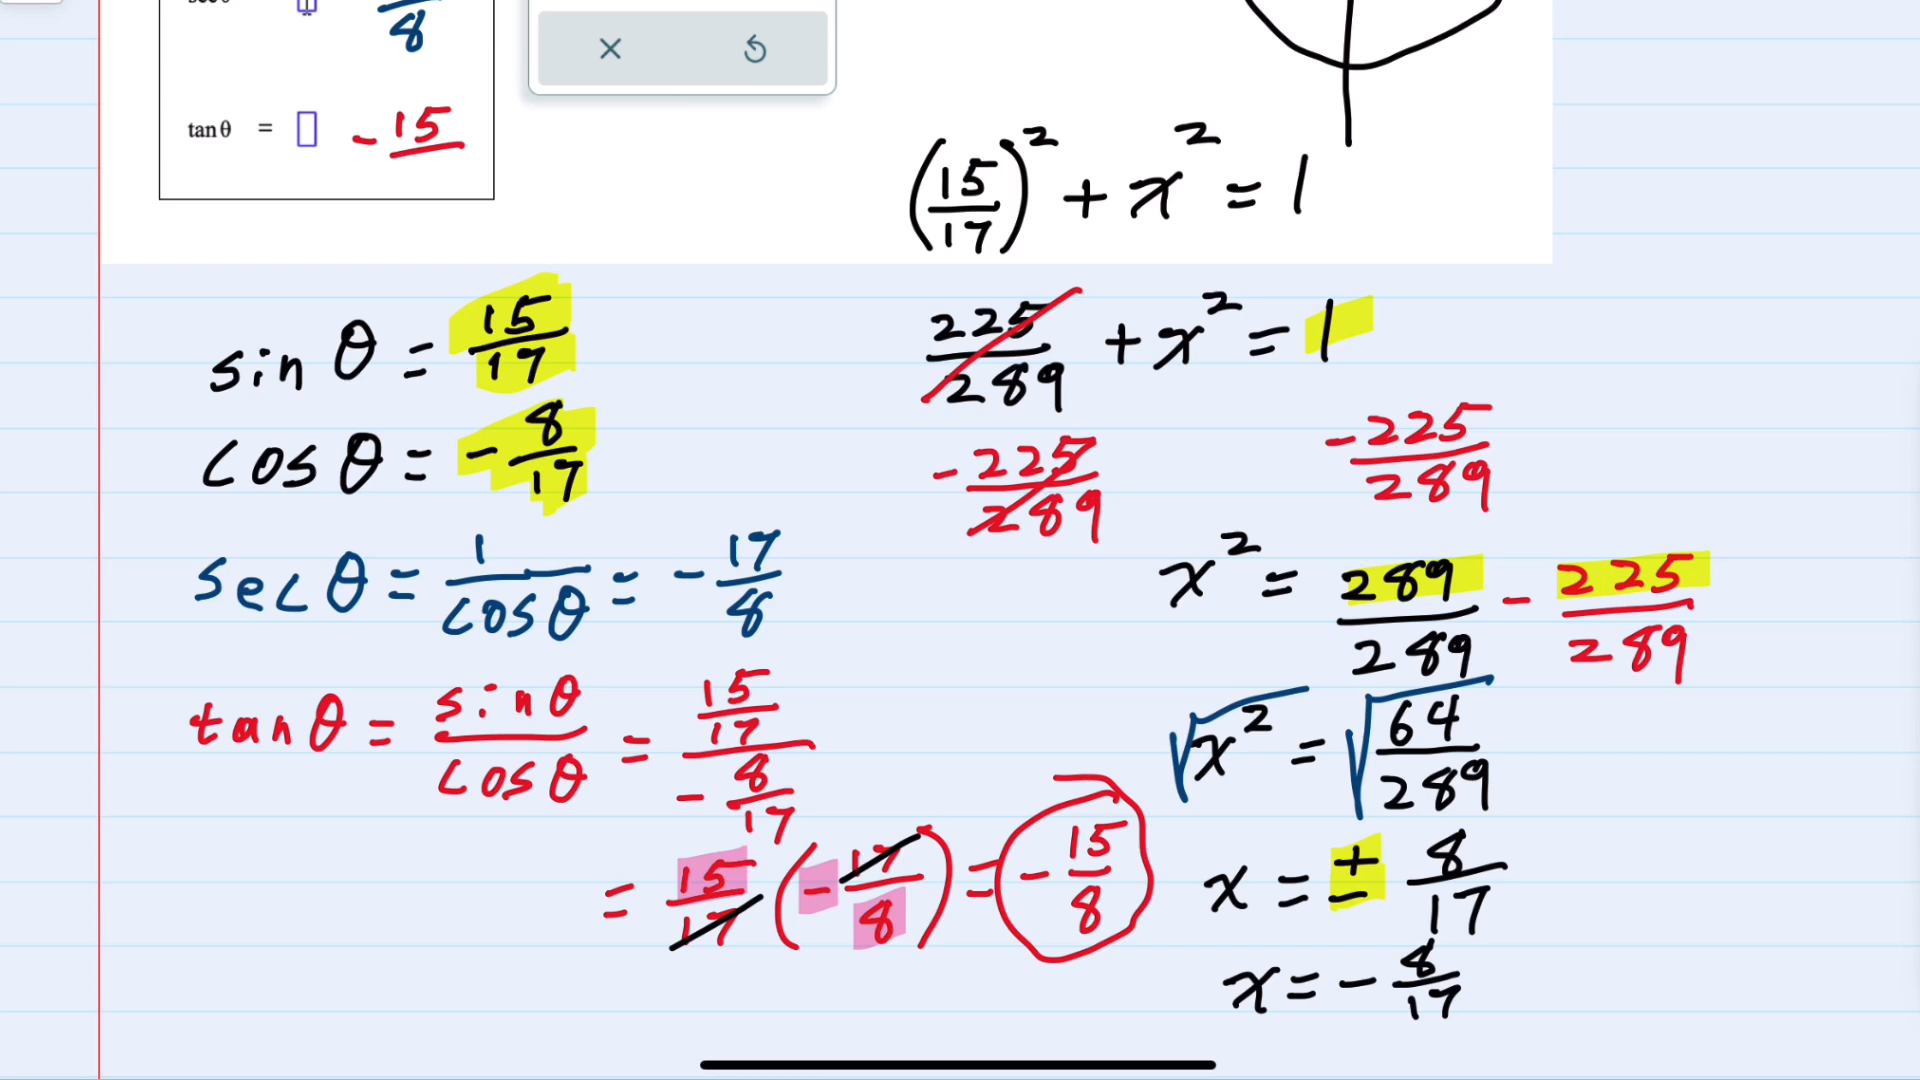 8
tan θ = - 15
(15/17)² + x² = 1
sin θ = 15/17
225/289 + x² = 1
cos θ = - 8/17
- 225/289 - 225/289
sec θ = 1/cos θ = - 17/8
x² = 289/289 - 225/289
tan θ = sin θ/cos θ = 15/17 / - 8/17
√x² = √64/289
= 15/17 (- 17/8) = - 15/8
x = ± 8/17
x = - 8/17